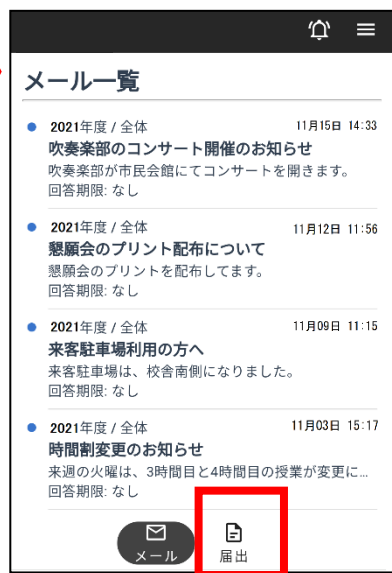 メール一覧
2021年度 / 全体 11月15日 14:33
吹奏楽部のコンサート開催のお知らせ
吹奏楽部が市民会館にてコンサートを開きます。
回答期限: なし
2021年度 / 全体 11月12日 11:56
懇願会のプリント配布について
懇願会のプリントを配布してます。
回答期限: なし
2021年度 / 全体 11月09日 11:15
来客駐車場利用の方へ
来客駐車場は、校舎南側になりました。
回答期限: なし
2021年度 / 全体 11月03日 15:17
時間割変更のお知らせ
来週の火曜は、3時間目と4時間目の授業が変更に...
回答期限: なし
メール 届出